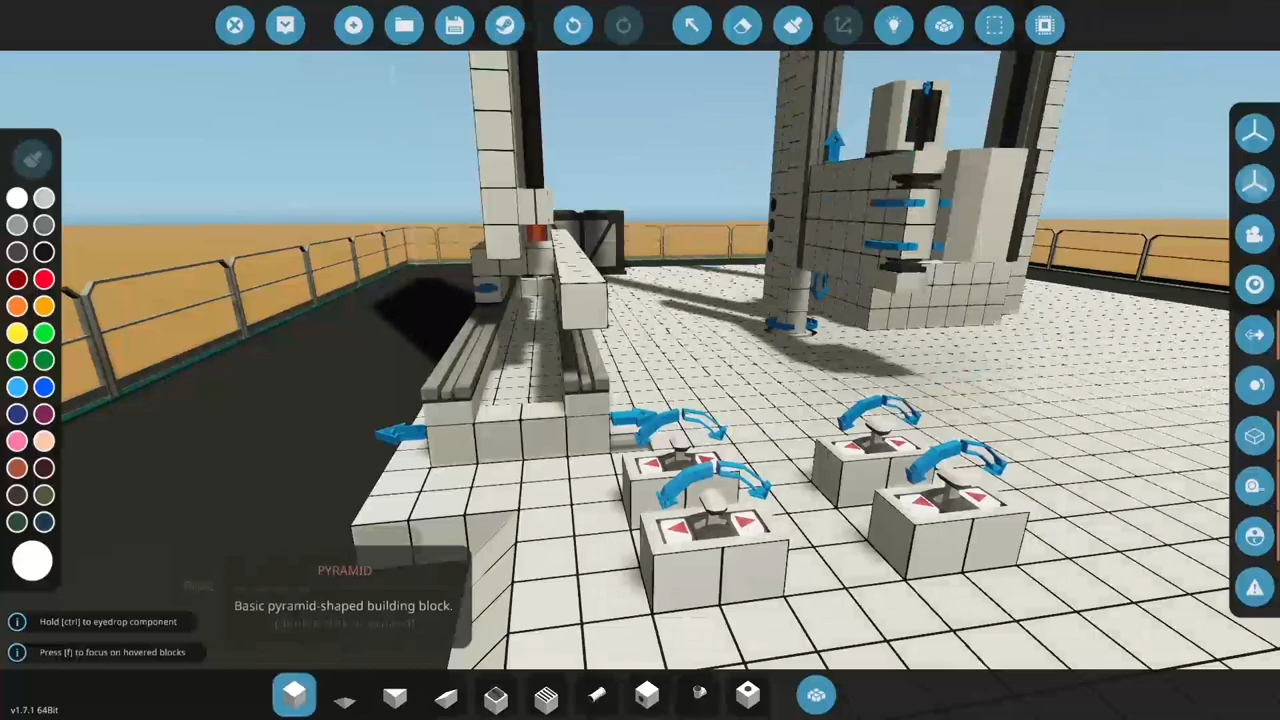 PYRAMID
Basic pyramid-shaped building block.
Hold [ctrl] to eyedrop component
Press [f] to focus on hovered blocks
v1.7.1 64Bit